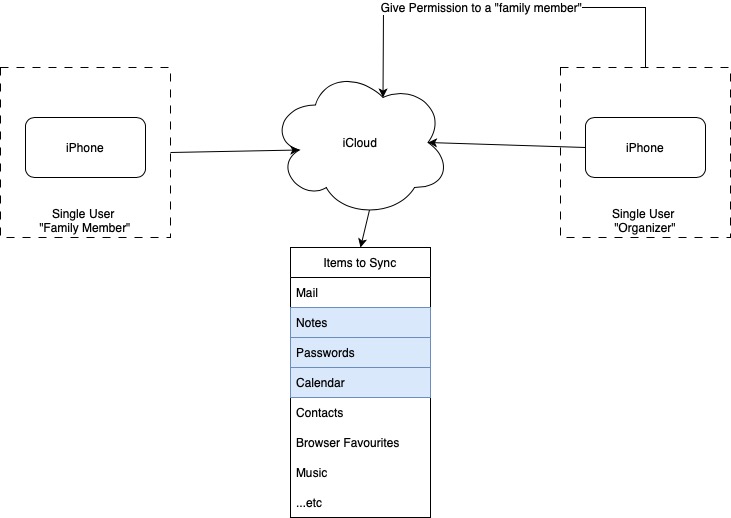 Give Permission to a "family member"
iPhone
Single User
"Family Member"
iCloud
iPhone
Single User
"Organizer"
Items to Sync
Mail
Notes
Passwords
Calendar
Contacts
Browser Favourites
Music
...etc